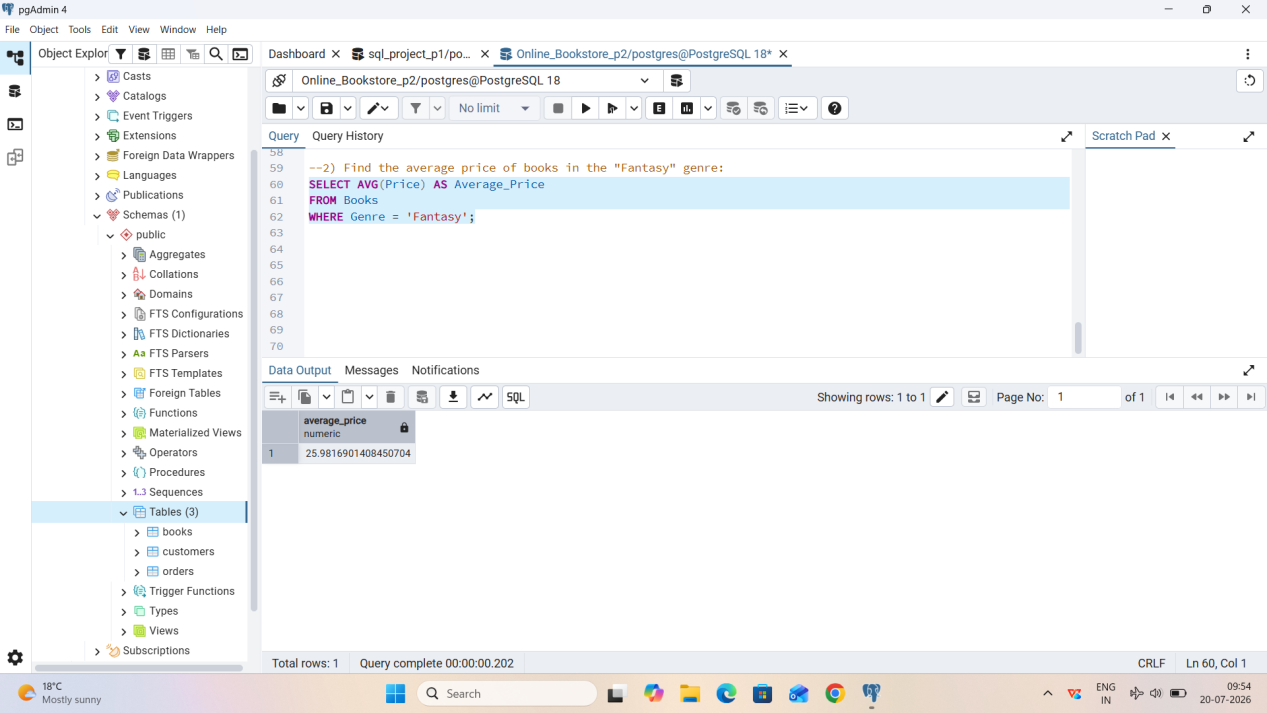 pgAdmin 4
File Object Tools Edit View Window Help
Object Explor
Dashboard
sql_project_p1/po...
Online_Bookstore_p2/postgres@PostgreSQL 18*
Online_Bookstore_p2/postgres@PostgreSQL 18
No limit
E
Query Query History
Scratch Pad
58
59 --2) Find the average price of books in the "Fantasy" genre:
60 SELECT AVG(Price) AS Average_Price
61 FROM Books
62 WHERE Genre = 'Fantasy';
63
64
65
66
67
68
69
70
Casts
Catalogs
Event Triggers
Extensions
Foreign Data Wrappers
Languages
Publications
Schemas (1)
public
Aggregates
Collations
Domains
FTS Configurations
FTS Dictionaries
Aa FTS Parsers
FTS Templates
Foreign Tables
Functions
Materialized Views
Operators
Procedures
1..3 Sequences
Tables (3)
books
customers
orders
Trigger Functions
Types
Views
Subscriptions
Data Output Messages Notifications
SQL
Showing rows: 1 to 1
Page No: 1 of 1
average_price
numeric
1 25.9816901408450704
Total rows: 1 Query complete 00:00:00.202
CRLF Ln 60, Col 1
18°C
Mostly sunny
Search
ENG
IN
09:54
20-07-2026